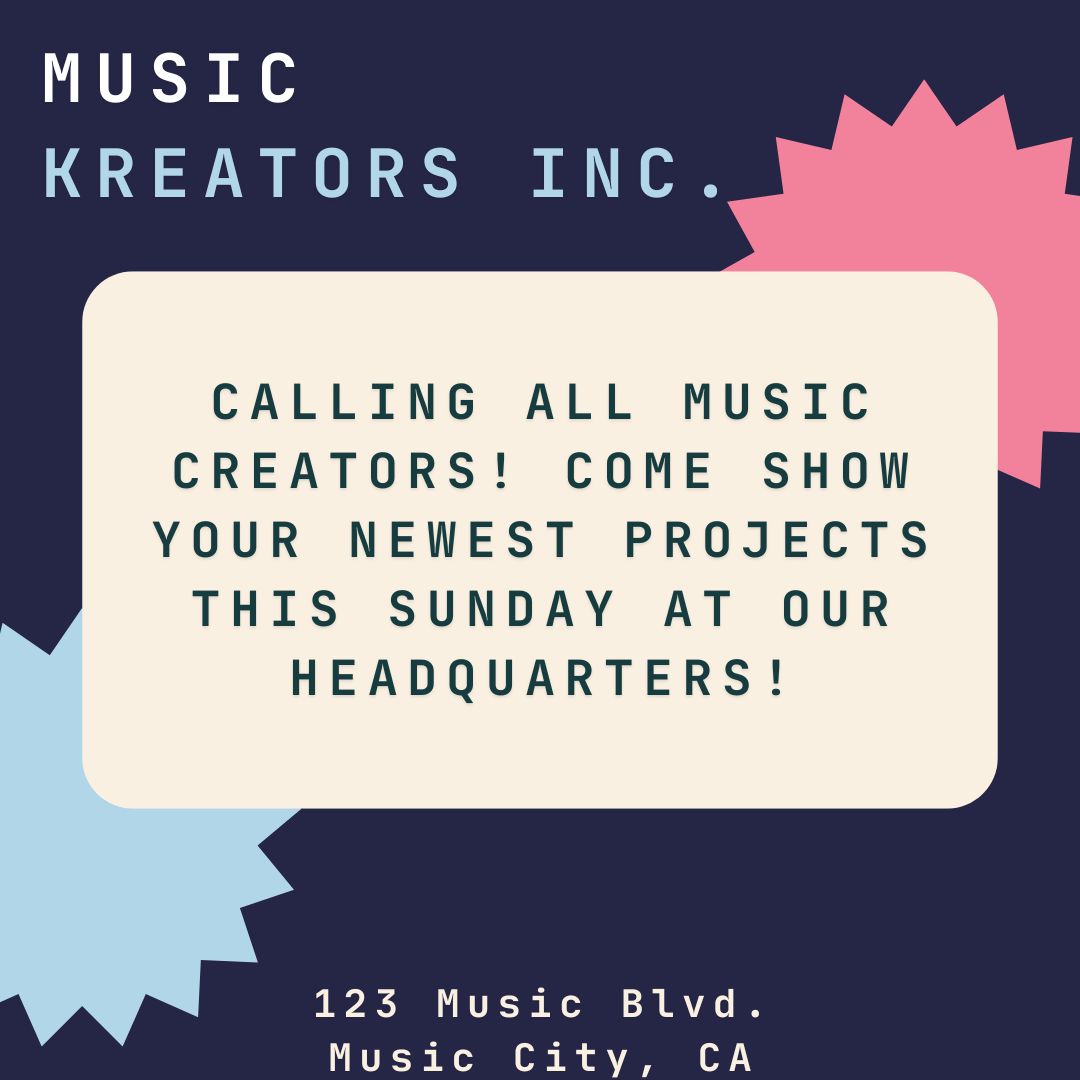 MUSIC
KREATORS INC.
CALLING ALL MUSIC
CREATORS! COME SHOW
YOUR NEWEST PROJECTS
THIS SUNDAY AT OUR
HEADQUARTERS!
123 Music Blvd.
Music City, CA